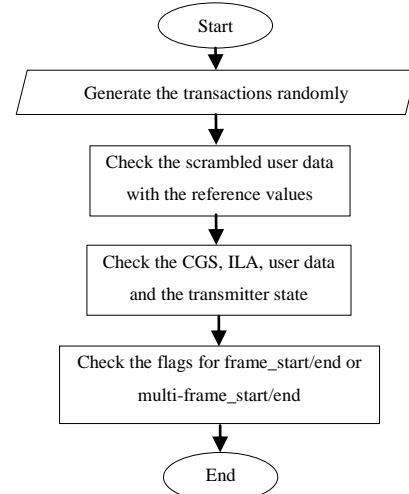 Start
Generate the transactions randomly
Check the scrambled user data
with the reference values
Check the CGS, ILA, user data
and the transmitter state
Check the flags for frame_start/end or
multi-frame_start/end
End